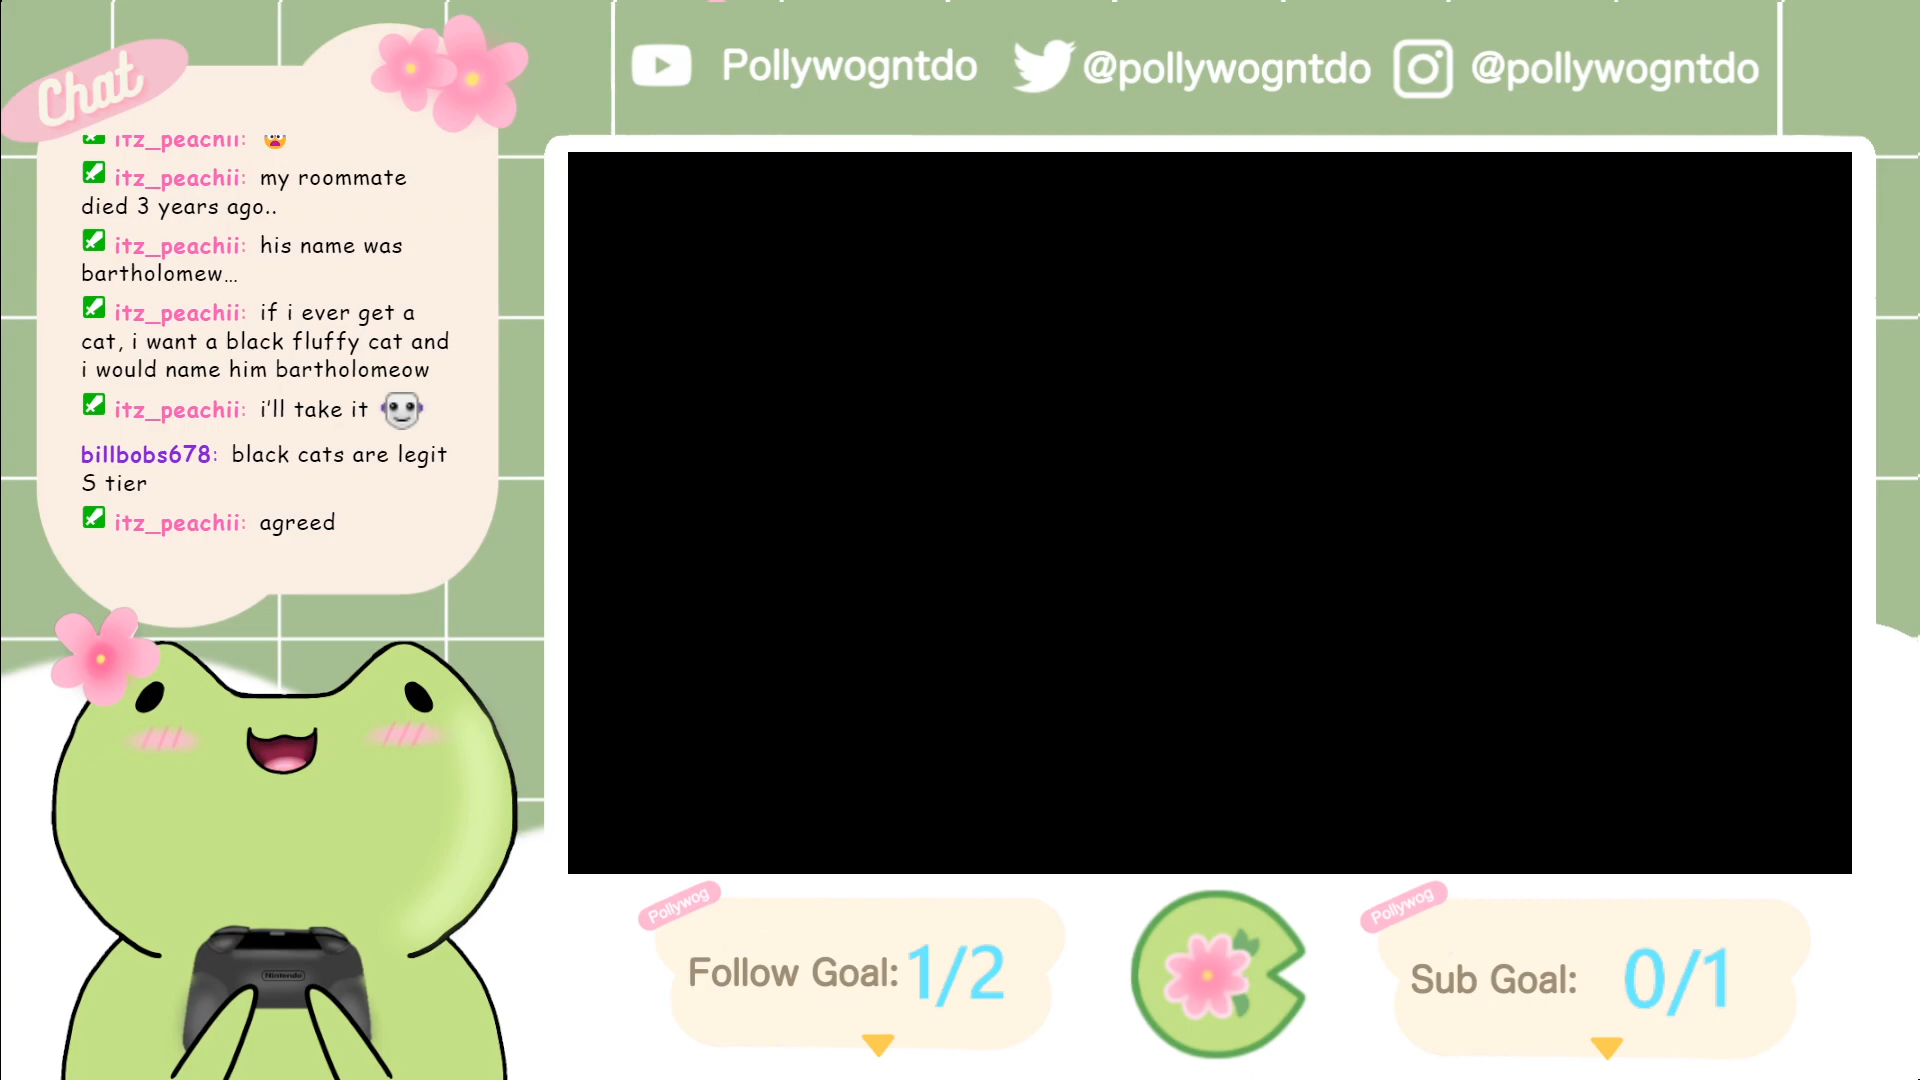 Pollywogntdo
@pollywogntdo
@pollywogntdo
Chat
itz_peachii:
itz_peachii: my roommate
died 3 years ago..
itz_peachii: his name was
bartholomew...
itz_peachii: if i ever get a
cat, i want a black fluffy cat and
i would name him bartholomeow
itz_peachii: i'll take it
billbobs678: black cats are legit
S tier
itz_peachii: agreed
Nintendo
Pollywog
Follow Goal: 1/2
Pollywog
Sub Goal: 0/1